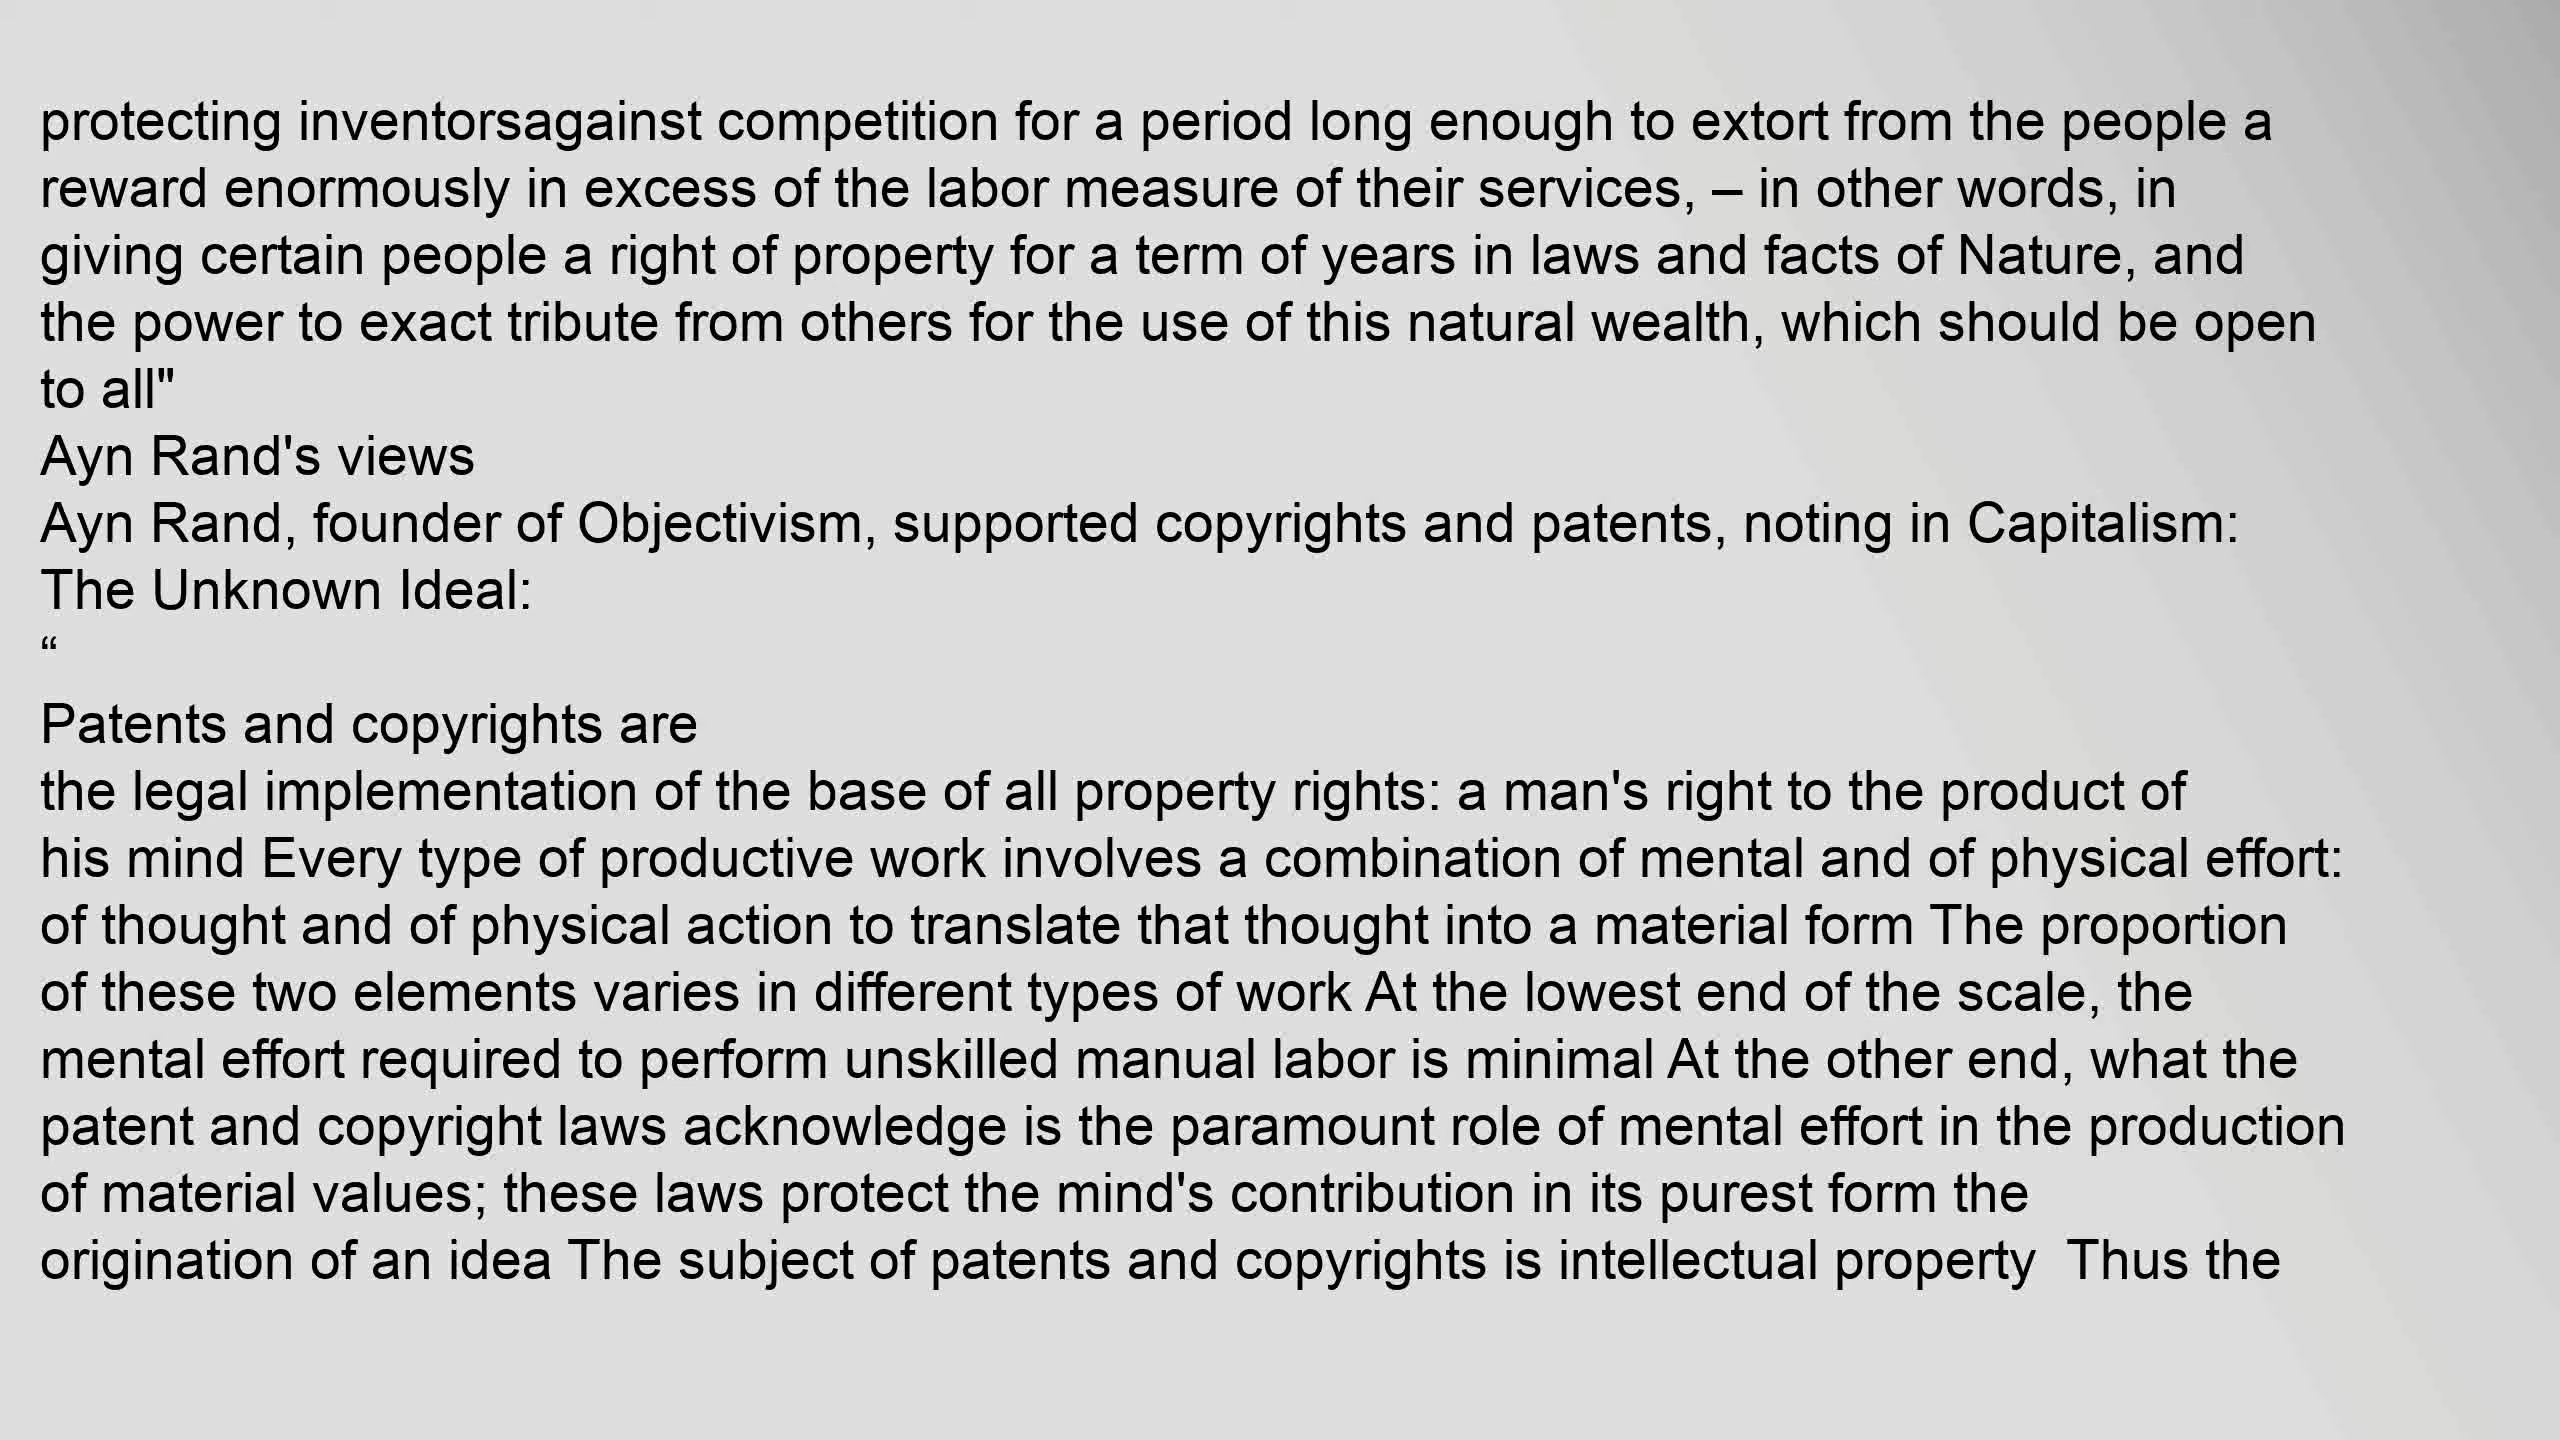 protecting inventorsagainst competition for a period long enough to extort from the people a
reward enormously in excess of the labor measure of their services, – in other words, in
giving certain people a right of property for a term of years in laws and facts of Nature, and
the power to exact tribute from others for the use of this natural wealth, which should be open
to all"
Ayn Rand's views
Ayn Rand, founder of Objectivism, supported copyrights and patents, noting in Capitalism:
The Unknown Ideal:
“
Patents and copyrights are
the legal implementation of the base of all property rights: a man's right to the product of
his mind Every type of productive work involves a combination of mental and of physical effort:
of thought and of physical action to translate that thought into a material form The proportion
of these two elements varies in different types of work At the lowest end of the scale, the
mental effort required to perform unskilled manual labor is minimal At the other end, what the
patent and copyright laws acknowledge is the paramount role of mental effort in the production
of material values; these laws protect the mind's contribution in its purest form the
origination of an idea The subject of patents and copyrights is intellectual property  Thus the